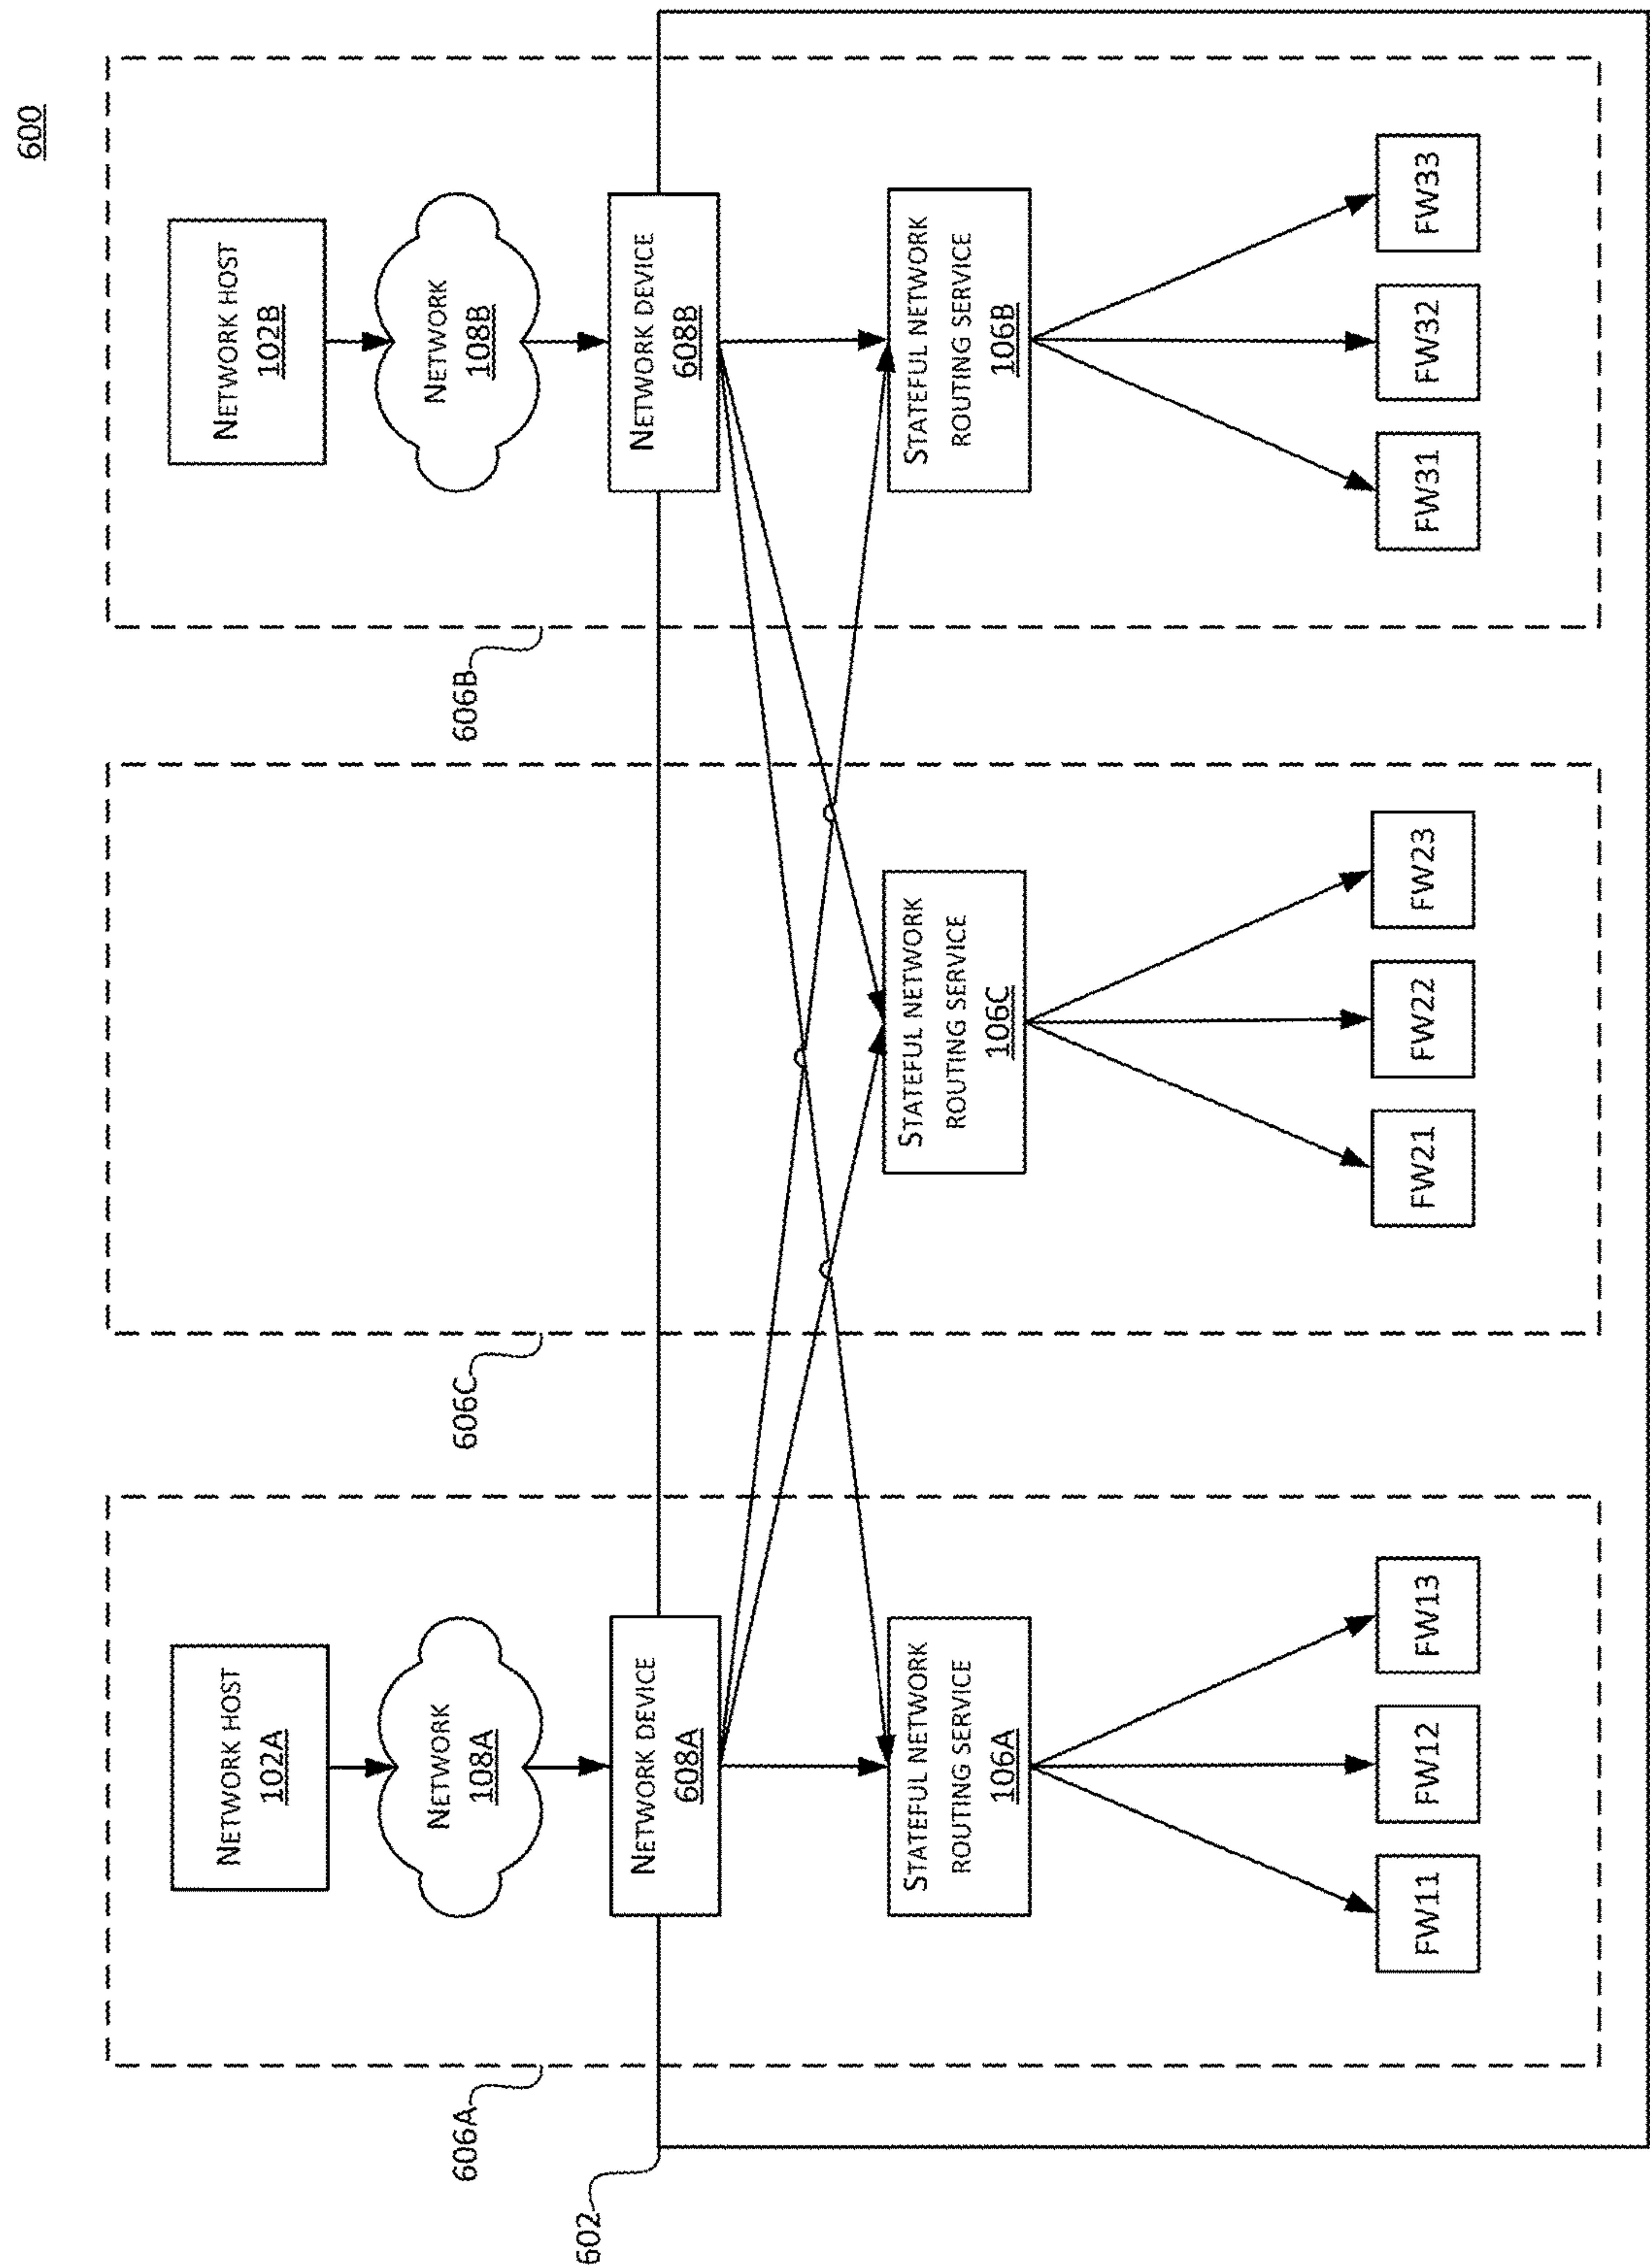 600
606A
NETWORK HOST
102A
NETWORK
108A
602
NETWORK DEVICE
608A
STATEFUL NETWORK
ROUTING SERVICE
106A
FW11
FW12
FW13
606C
STATEFUL NETWORK
ROUTING SERVICE
106C
FW21
FW22
FW23
606B
NETWORK HOST
102B
NETWORK
108B
NETWORK DEVICE
608B
STATEFUL NETWORK
ROUTING SERVICE
106B
FW31
FW32
FW33